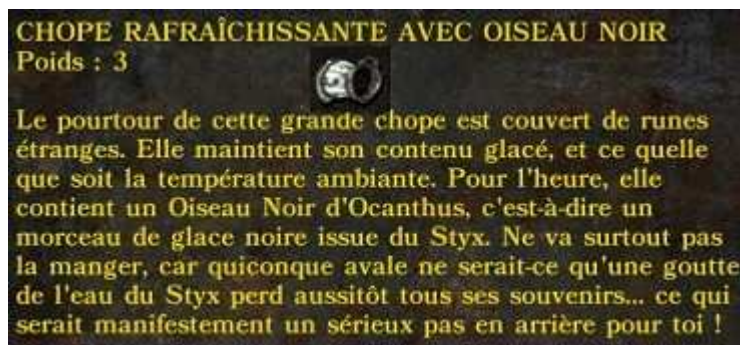 CHOPE RAFRAÎCHISSANTE AVEC OISEAU NOIR
Poids : 3
Le pourtour de cette grande chope est couvert de runes
étranges. Elle maintient son contenu glacé, et ce quelle
que soit la température ambiante. Pour l'heure, elle
contient un Oiseau Noir d'Ocanthus, c'est-à-dire un
morceau de glace noire issue du Styx. Ne va surtout pas
la manger, car quiconque avale ne serait-ce qu'une goutte
de l'eau du Styx perd aussitôt tous ses souvenirs... ce qui
serait manifestement un sérieux pas en arrière pour toi !